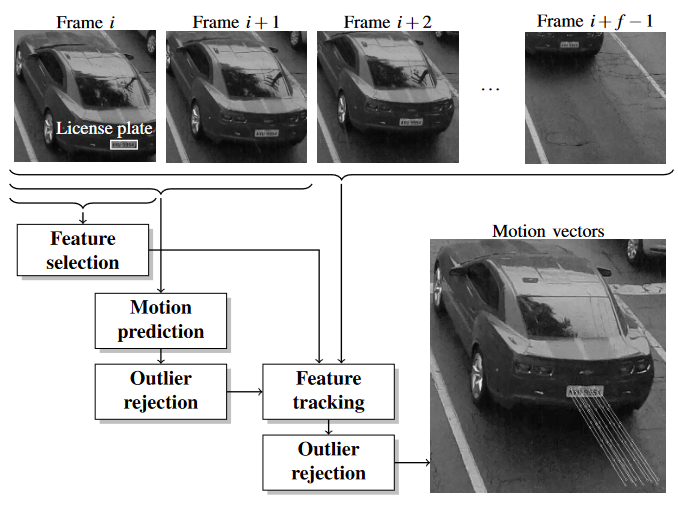 Frame i
Frame i + 1
Frame i + 2
Frame i + f − 1
License plate
...
Feature
selection
Motion vectors
Motion
prediction
Outlier
rejection
Feature
tracking
Outlier
rejection